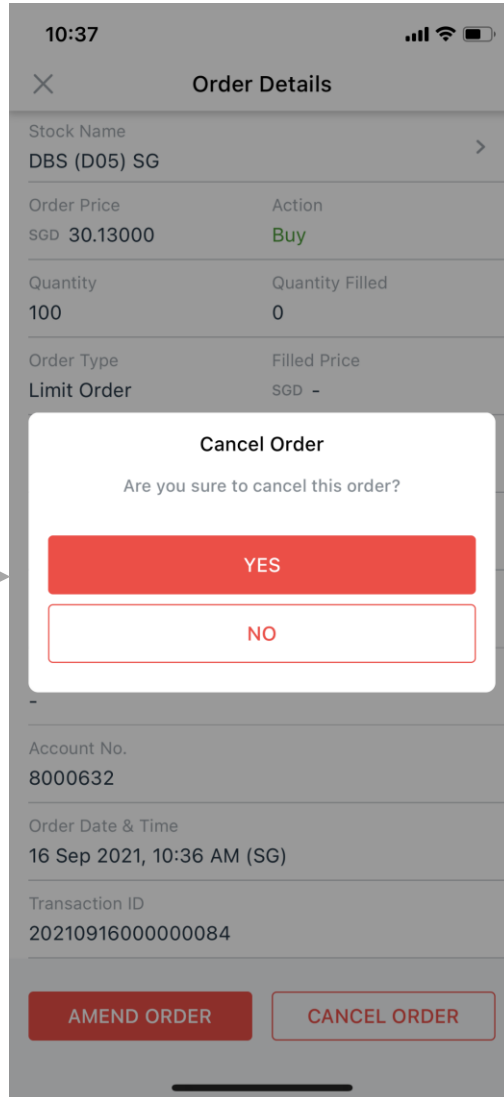 10:37
Order Details
Stock Name
DBS (D05) SG
Order Price Action
SGD 30.13000 Buy
Quantity Quantity Filled
100 0
Order Type Filled Price
Limit Order SGD -
Cancel Order
Are you sure to cancel this order?
YES
NO
-
Account No.
8000632
Order Date & Time
16 Sep 2021, 10:36 AM (SG)
Transaction ID
20210916000000084
AMEND ORDER CANCEL ORDER